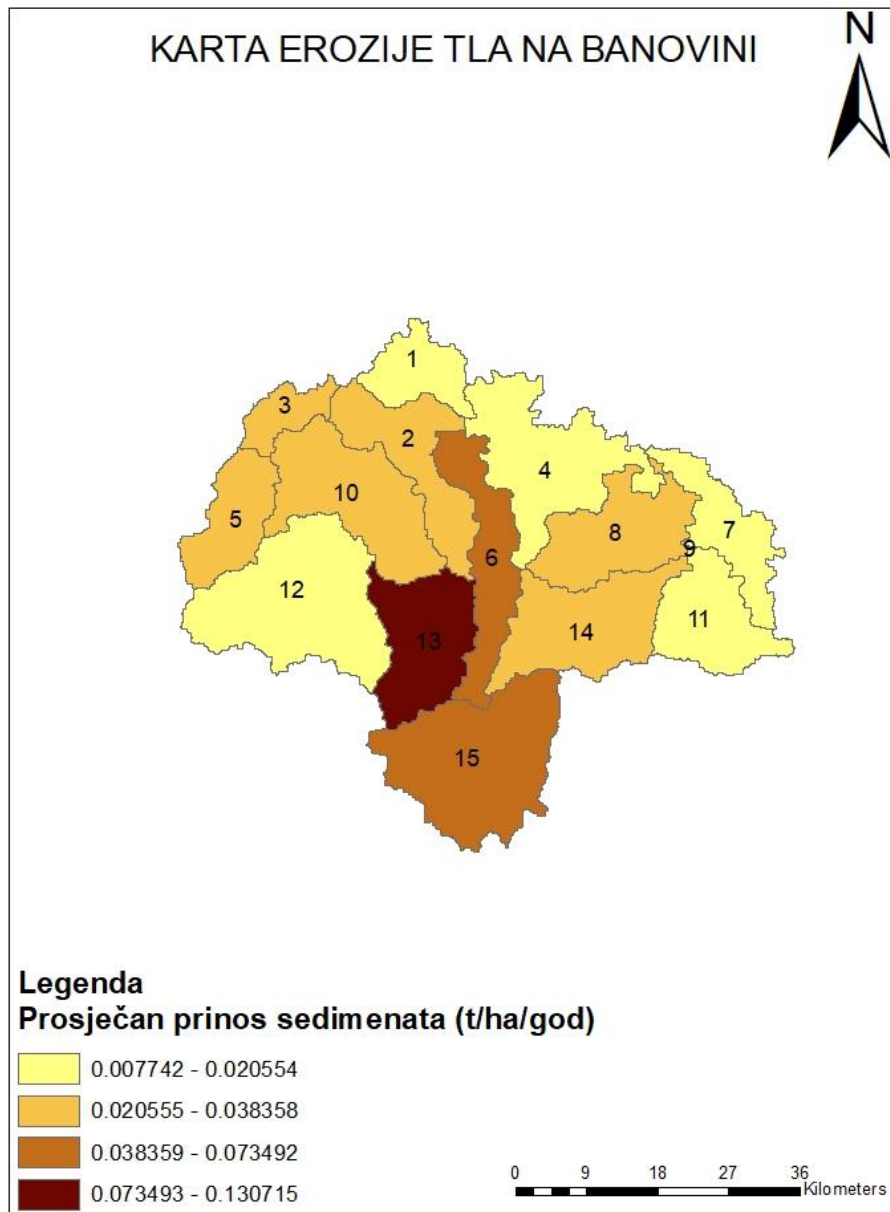 KARTA EROZIJE TLA NA BANOVINI
N
1
3
2
4
10
5
8
7
9
6
12
11
14
13
15
Legenda
Prosječan prinos sedimenata (t/ha/god)
0.007742 - 0.020554
0.020555 - 0.038358
0.038359 - 0.073492
0.073493 - 0.130715
0 9 18 27 36
Kilometers